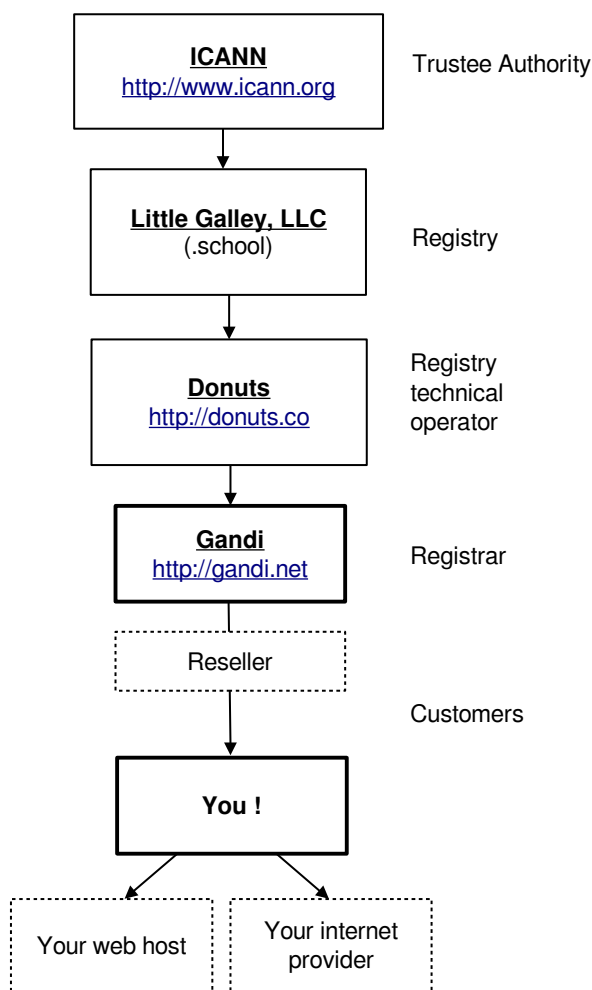 ICANN
http://www.icann.org
Trustee Authority
Little Galley, LLC
(.school)
Registry
Donuts
http://donuts.co
Registry
technical
operator
Gandi
http://gandi.net
Registrar
Reseller
Customers
You !
Your web host
Your internet
provider